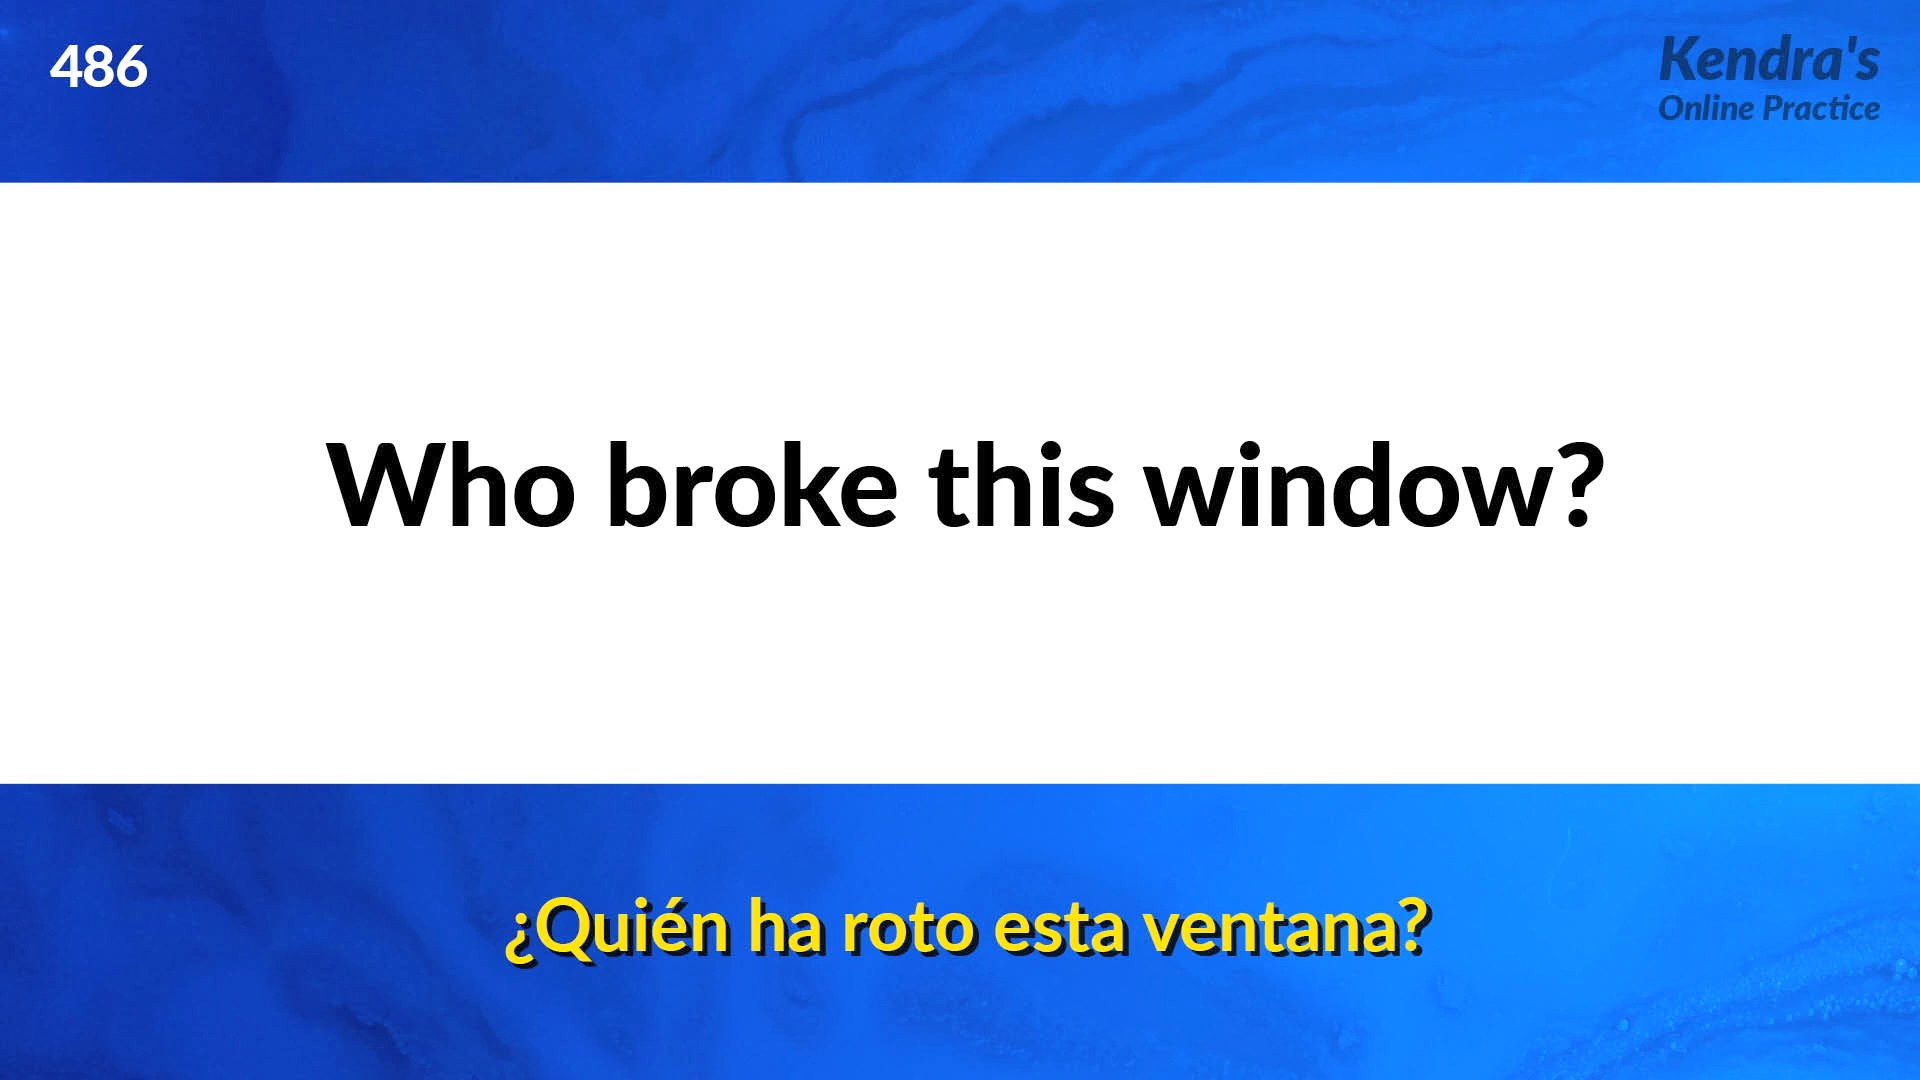 486
Kendra's
Online Practice
Who broke this window?
¿Quién ha roto esta ventana?